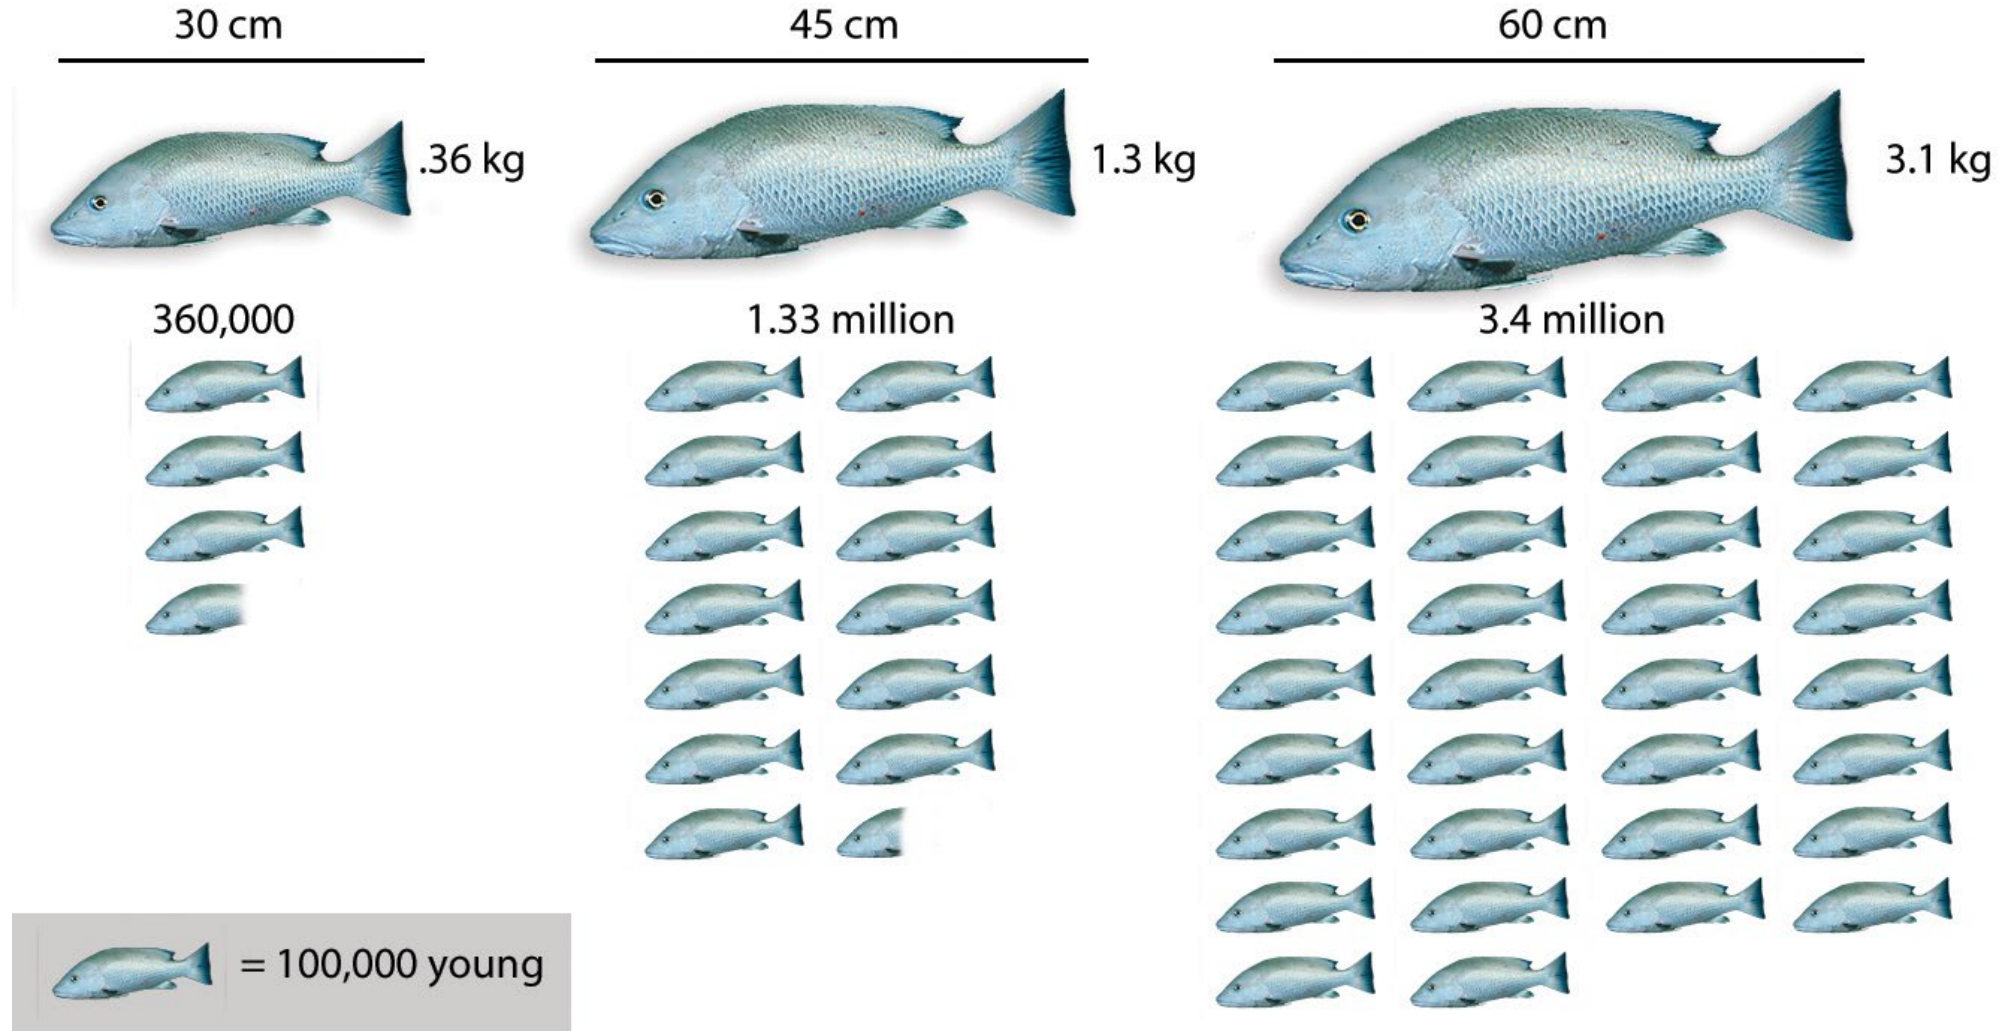 30 cm
45 cm
60 cm
.36 kg
1.3 kg
3.1 kg
360,000
1.33 million
3.4 million
= 100,000 young